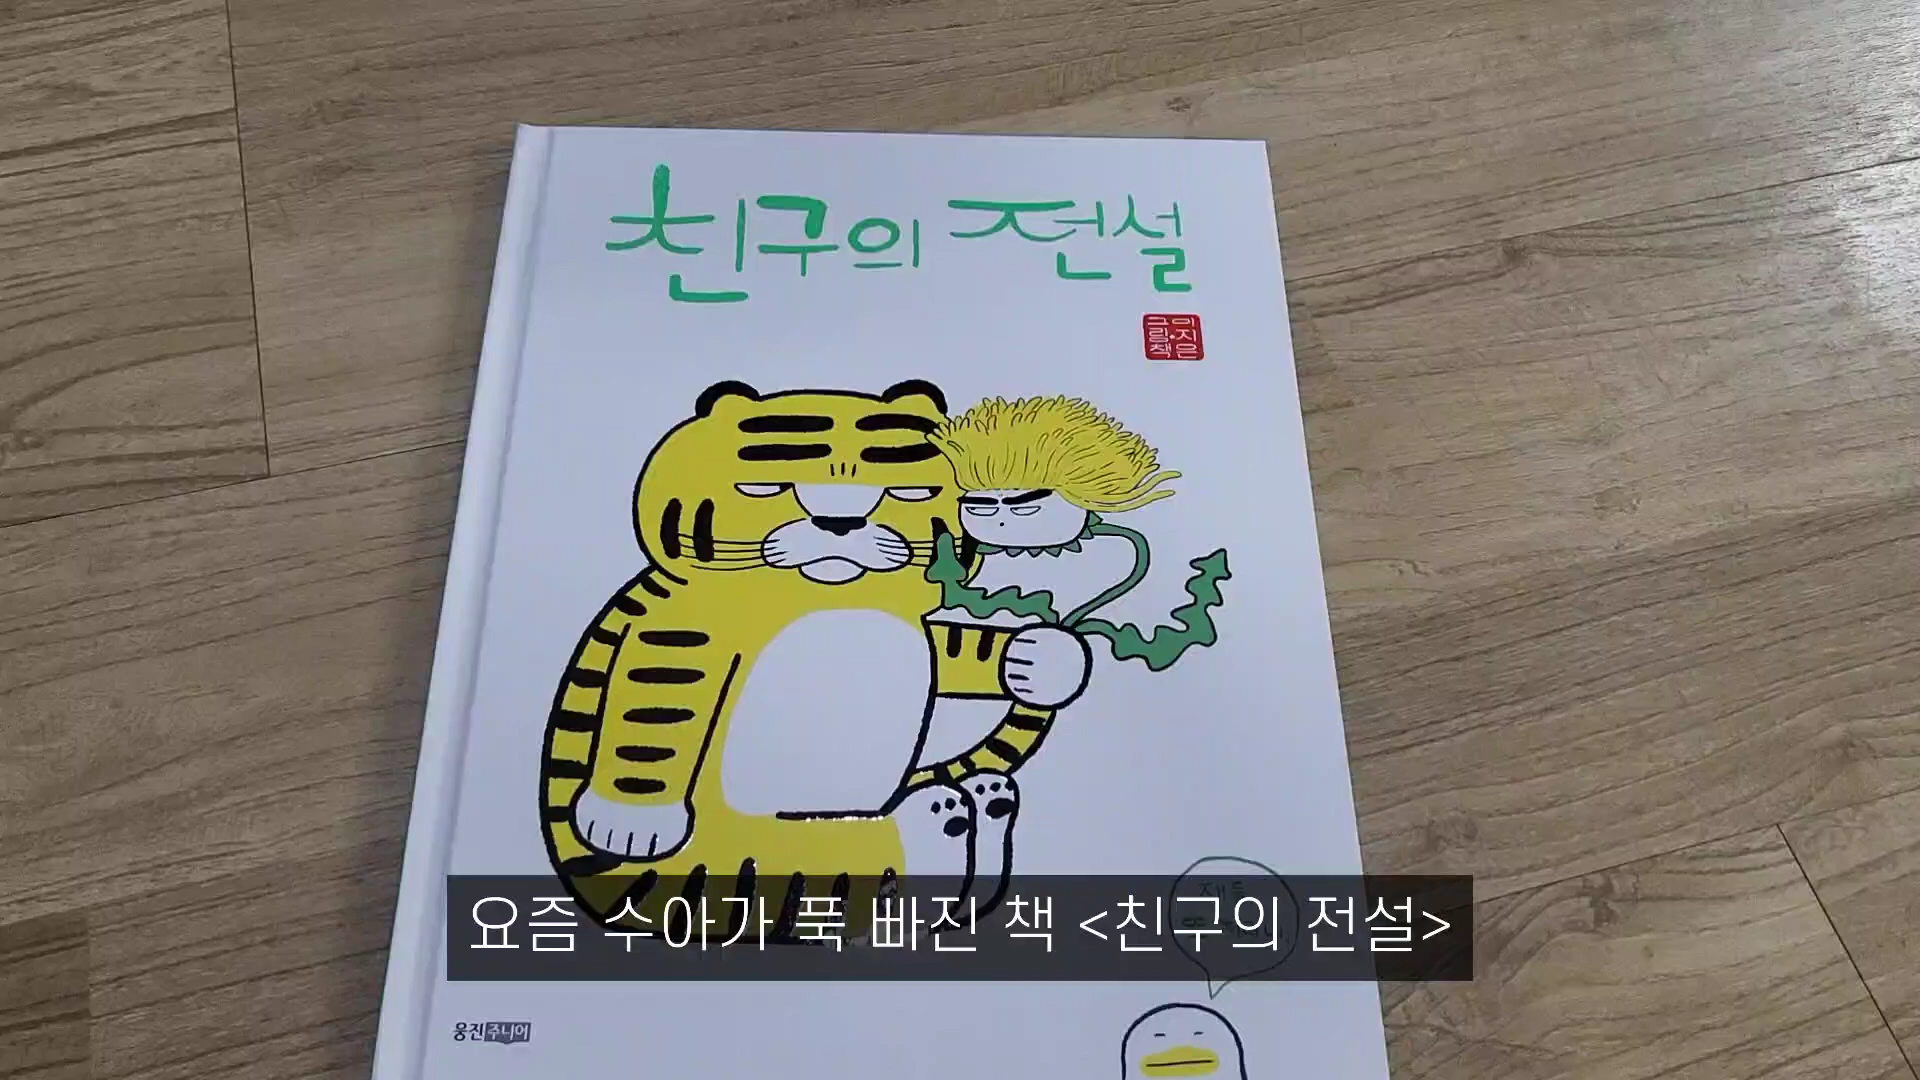 친구의 전설
이지은
그림책
요즘 수아가 푹 빠진 책 <친구의 전설>
웅진주니어